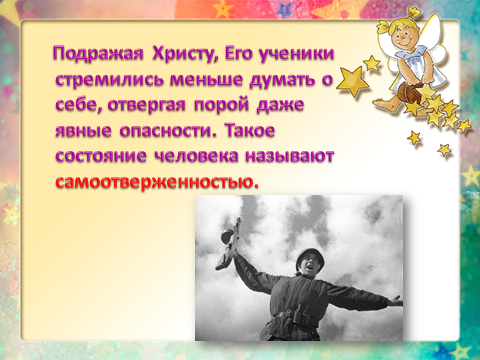 Подражая Христу, Его ученики
стремились меньше думать о
себе, отвергая порой даже
явные опасности. Такое
состояние человека называют
самоотверженностью.